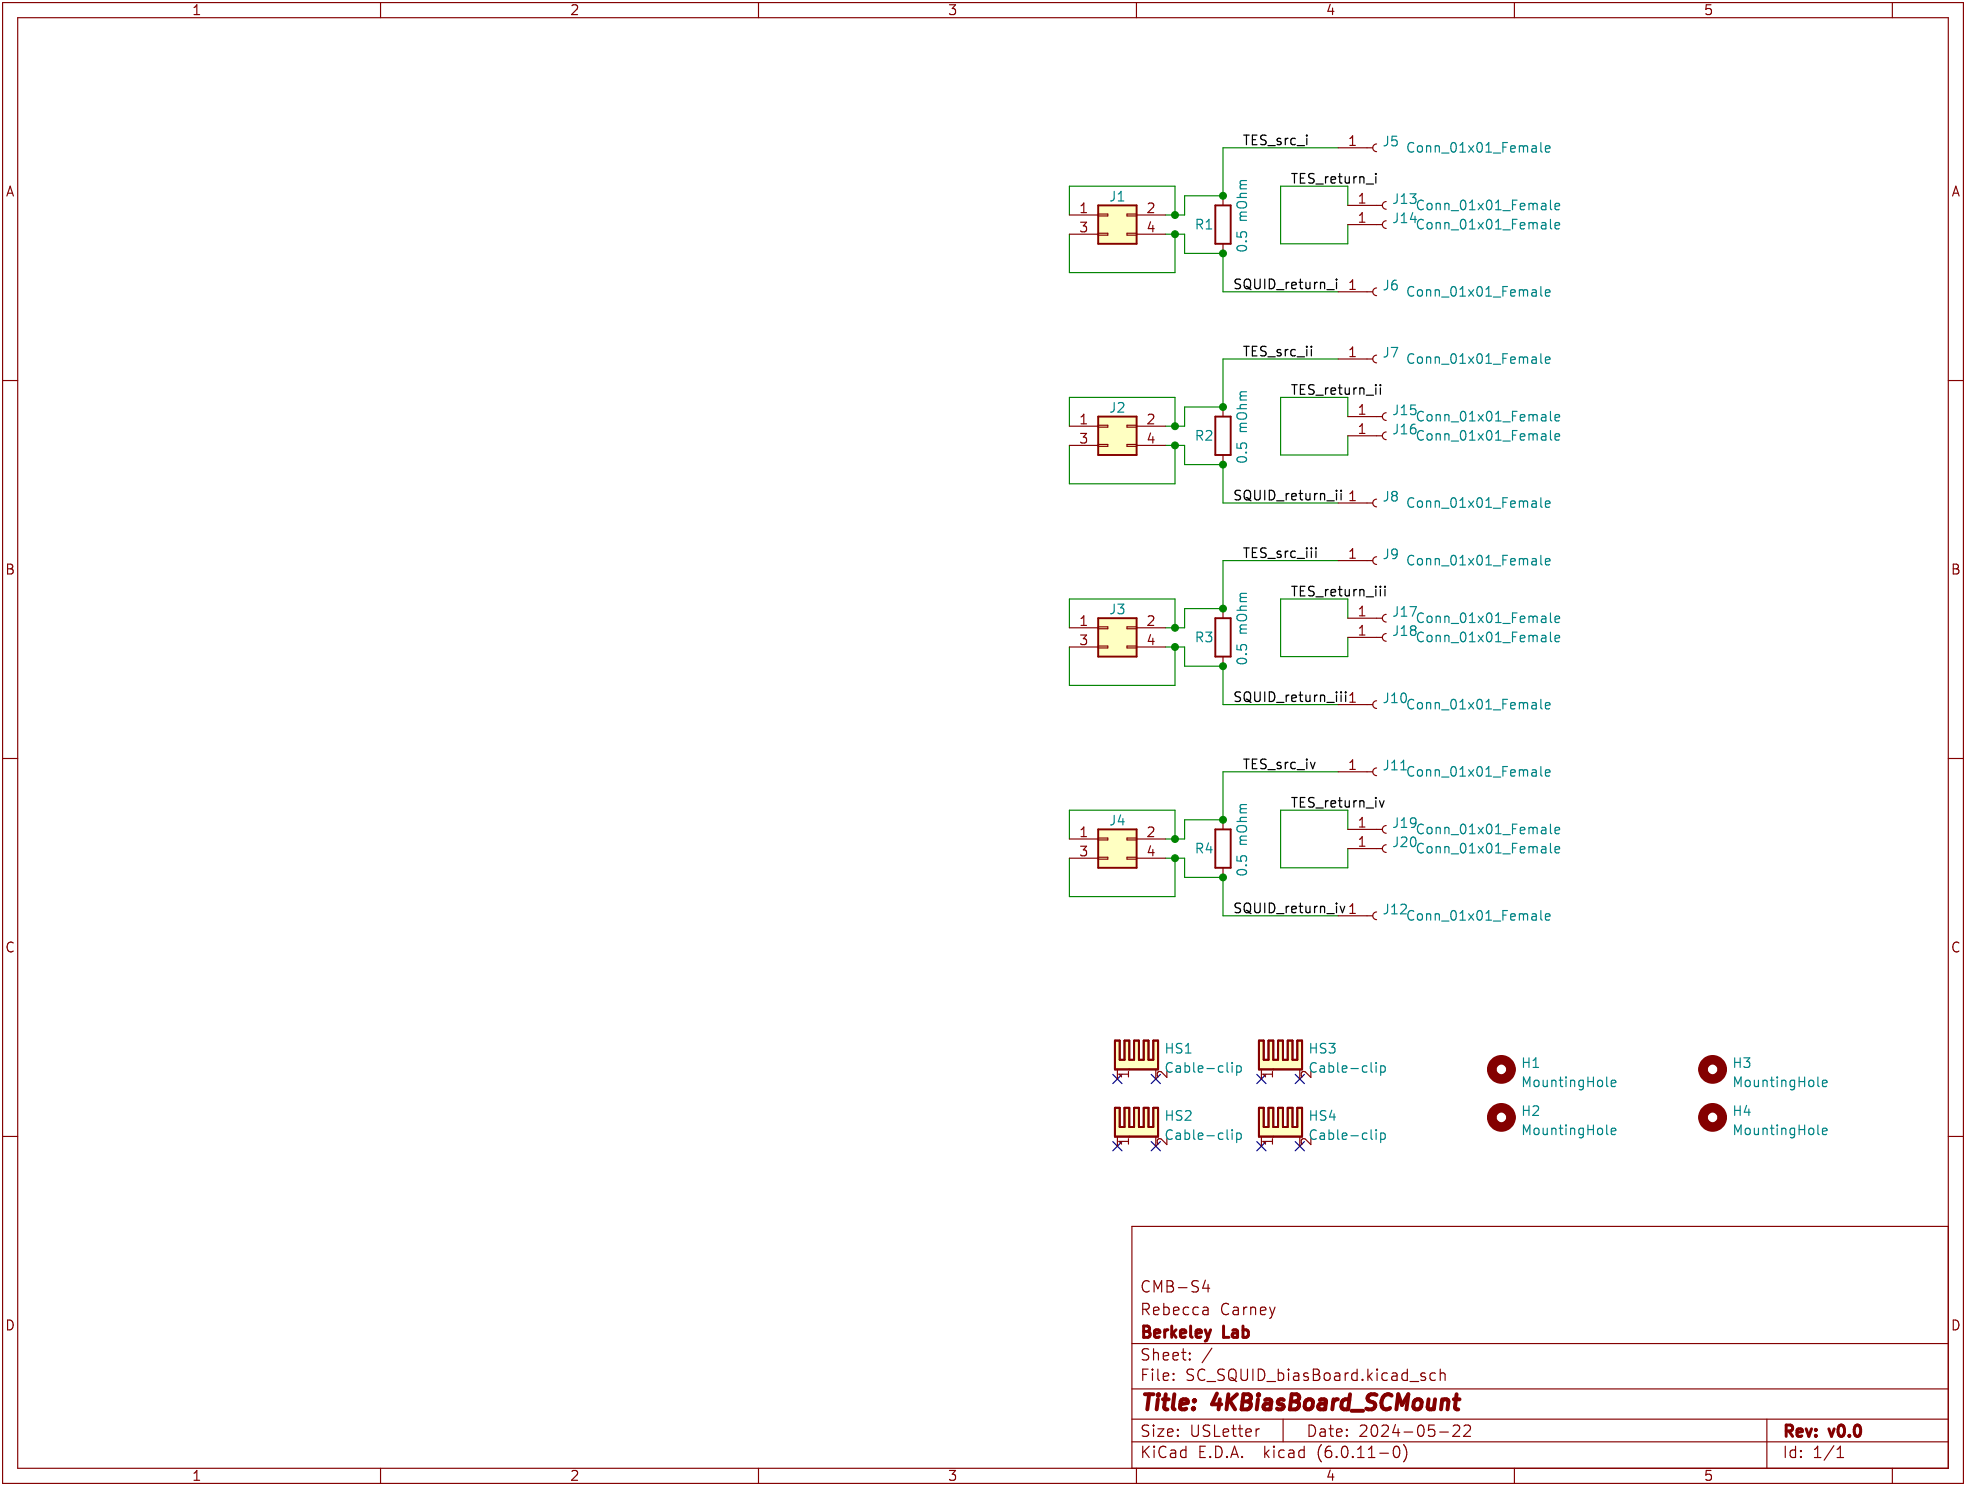 1 2 3 4 5
A A
B B
C C
D D
TES_src_i 1 J5 Conn_01x01_Female
TES_return_i
J1 1 J13 Conn_01x01_Female
1 2 3 4 R1 0.5 mOhm 1 J14 Conn_01x01_Female
SQUID_return_i 1 J6 Conn_01x01_Female
TES_src_ii 1 J7 Conn_01x01_Female
TES_return_ii
J2 1 J15 Conn_01x01_Female
1 2 3 4 R2 0.5 mOhm 1 J16 Conn_01x01_Female
SQUID_return_ii 1 J8 Conn_01x01_Female
TES_src_iii 1 J9 Conn_01x01_Female
TES_return_iii
J3 1 J17 Conn_01x01_Female
1 2 3 4 R3 0.5 mOhm 1 J18 Conn_01x01_Female
SQUID_return_iii 1 J10 Conn_01x01_Female
TES_src_iv 1 J11 Conn_01x01_Female
TES_return_iv
J4 1 J19 Conn_01x01_Female
1 2 3 4 R4 0.5 mOhm 1 J20 Conn_01x01_Female
SQUID_return_iv 1 J12 Conn_01x01_Female
HS1
Cable-clip
1 2
HS3
Cable-clip
1 2
H1
MountingHole
H3
MountingHole
HS2
Cable-clip
1 2
HS4
Cable-clip
1 2
H2
MountingHole
H4
MountingHole
CMB-S4
Rebecca Carney
Berkeley Lab
Sheet: /
File: SC_SQUID_biasBoard.kicad_sch
Title: 4KBiasBoard_SCMount
Size: USLetter Date: 2024-05-22 Rev: v0.0
KiCad E.D.A. kicad (6.0.11-0) Id: 1/1
1 2 3 4 5